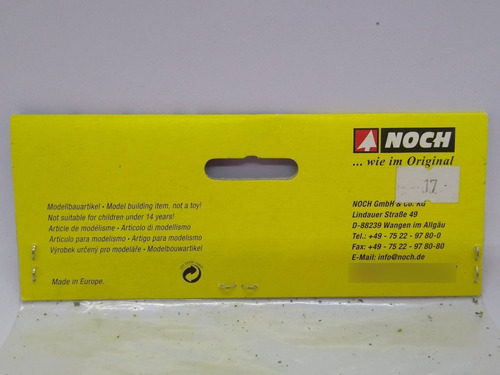 NOCH
... wie im Original
17
Modellbauartikel • Model building item, not a toy!
Not suitable for children under 14 years!
Article de modélisme • Articolo di modellismo
Artículo para modelismo • Artigo para modelismo
Výrobek určený pro modeláře • Modelbouwartikel
Made in Europe.
NOCH GmbH & Co. KG
Lindauer Straße 49
D-88239 Wangen im Allgäu
Tel.: +49 - 75 22 - 97 80-0
Fax: +49 - 75 22 - 97 80-80
E-Mail: info@noch.de